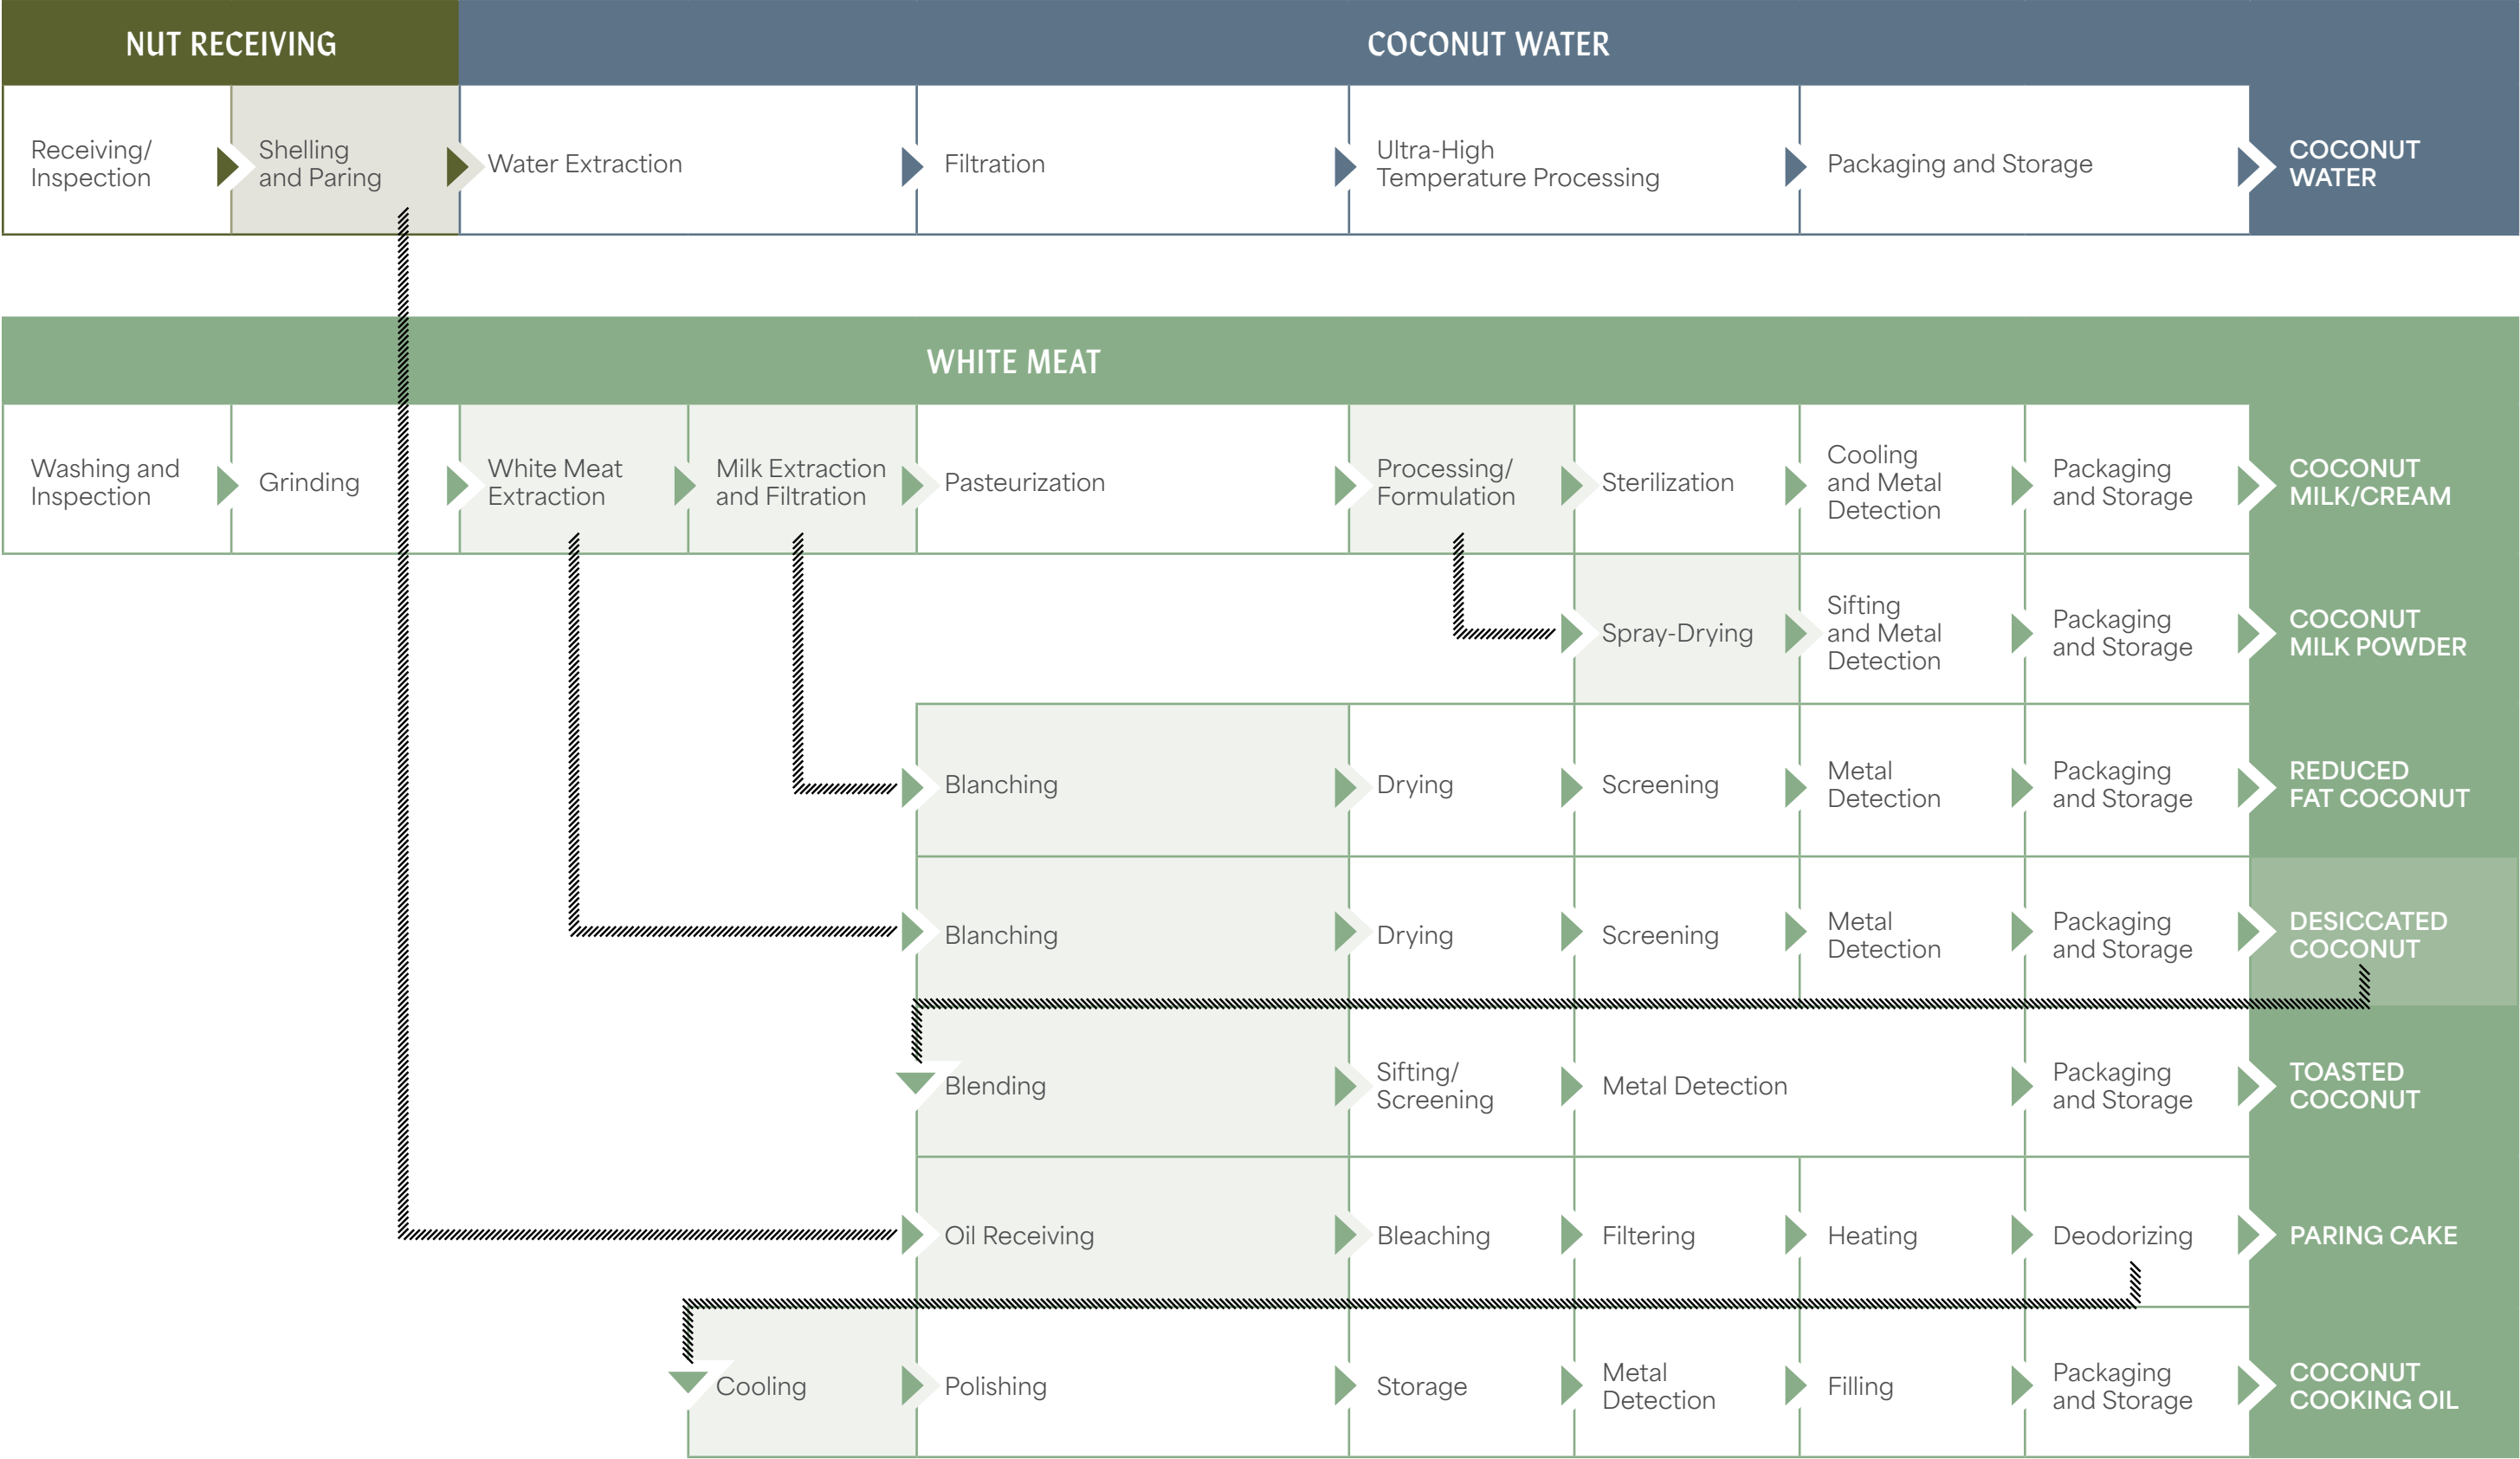 NUT RECEIVING
COCONUT WATER
Receiving/
Inspection
Shelling
and Paring
Water Extraction
Filtration
Ultra-High
Temperature Processing
Packaging and Storage
COCONUT
WATER
WHITE MEAT
Washing and
Inspection
Grinding
White Meat
Extraction
Milk Extraction
and Filtration
Pasteurization
Processing/
Formulation
Sterilization
Cooling
and Metal
Detection
Packaging
and Storage
COCONUT
MILK/CREAM
Spray-Drying
Sifting
and Metal
Detection
Packaging
and Storage
COCONUT
MILK POWDER
Blanching
Drying
Screening
Metal
Detection
Packaging
and Storage
REDUCED
FAT COCONUT
Blanching
Drying
Screening
Metal
Detection
Packaging
and Storage
DESICCATED
COCONUT
Blending
Sifting/
Screening
Metal Detection
Packaging
and Storage
TOASTED
COCONUT
Oil Receiving
Bleaching
Filtering
Heating
Deodorizing
PARING CAKE
Cooling
Polishing
Storage
Metal
Detection
Filling
Packaging
and Storage
COCONUT
COOKING OIL